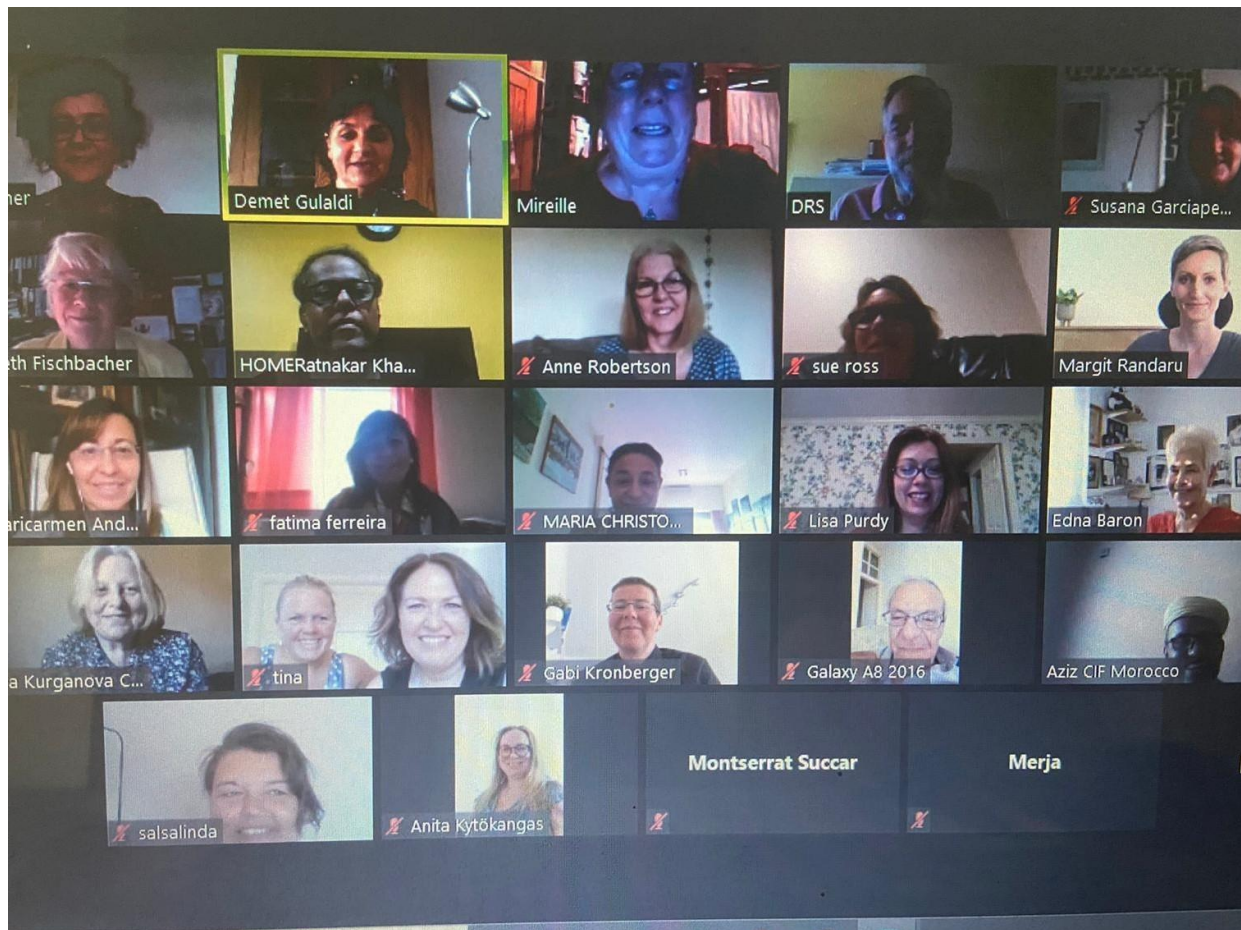 ner
Demet Gulaldi
Mireille
DRS
Susana Garciape...
eth Fischbacher
HOMERatnakar Kha...
Anne Robertson
sue ross
Margit Randaru
aricarmen And...
fatima ferreira
MARIA CHRISTO...
Lisa Purdy
Edna Baron
a Kurganova C...
tina
Gabi Kronberger
Galaxy A8 2016
Aziz CIF Morocco
salsalinda
Anita Kytökangas
Montserrat Succar
Merja